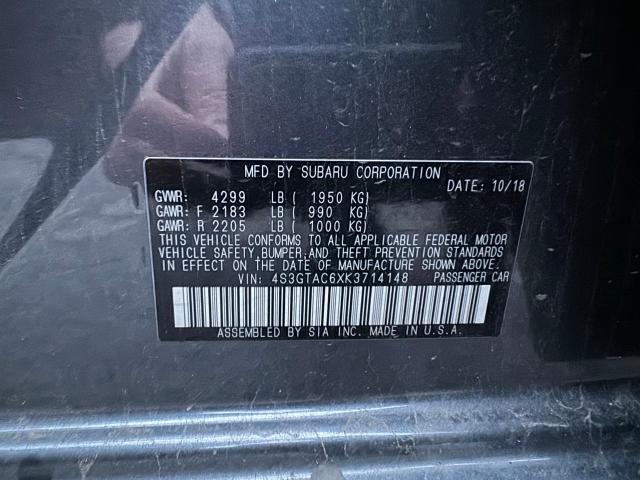 MFD BY SUBARU CORPORATION
DATE: 10/18
GVWR: 4299 LB ( 1950 KG)
GAWR: F 2183 LB ( 990 KG)
GAWR: R 2205 LB ( 1000 KG)
THIS VEHICLE CONFORMS TO ALL APPLICABLE FEDERAL MOTOR
VEHICLE SAFETY, BUMPER, AND THEFT PREVENTION STANDARDS
IN EFFECT ON THE DATE OF MANUFACTURE SHOWN ABOVE.
VIN: 4S3GTAC6XK3714148 PASSENGER CAR
ASSEMBLED BY SIA INC. MADE IN U.S.A.